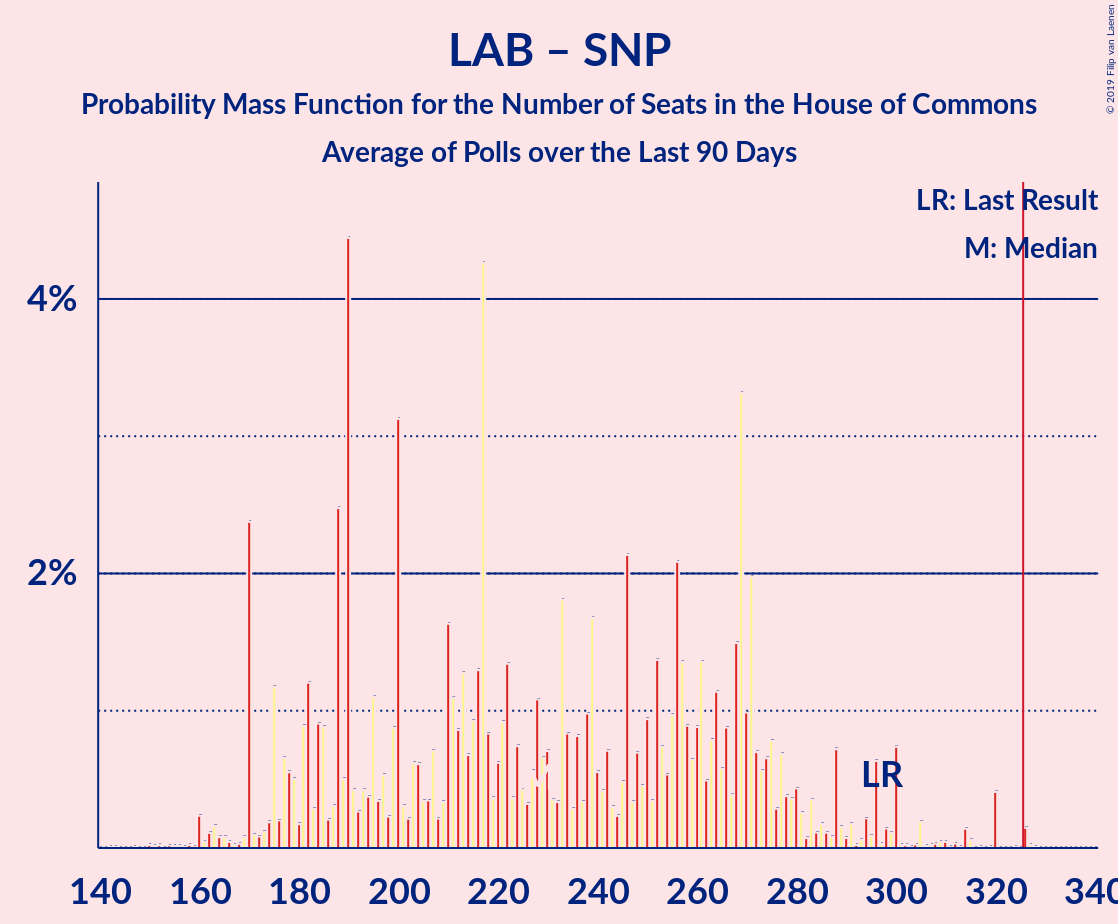 LAB – SNP
Probability Mass Function for the Number of Seats in the House of Commons
Average of Polls over the Last 90 Days
© 2019 Filip van Laenen
LR: Last Result
M: Median
4%
2%
LR
140 160 180 200 220 240 260 280 300 320 340